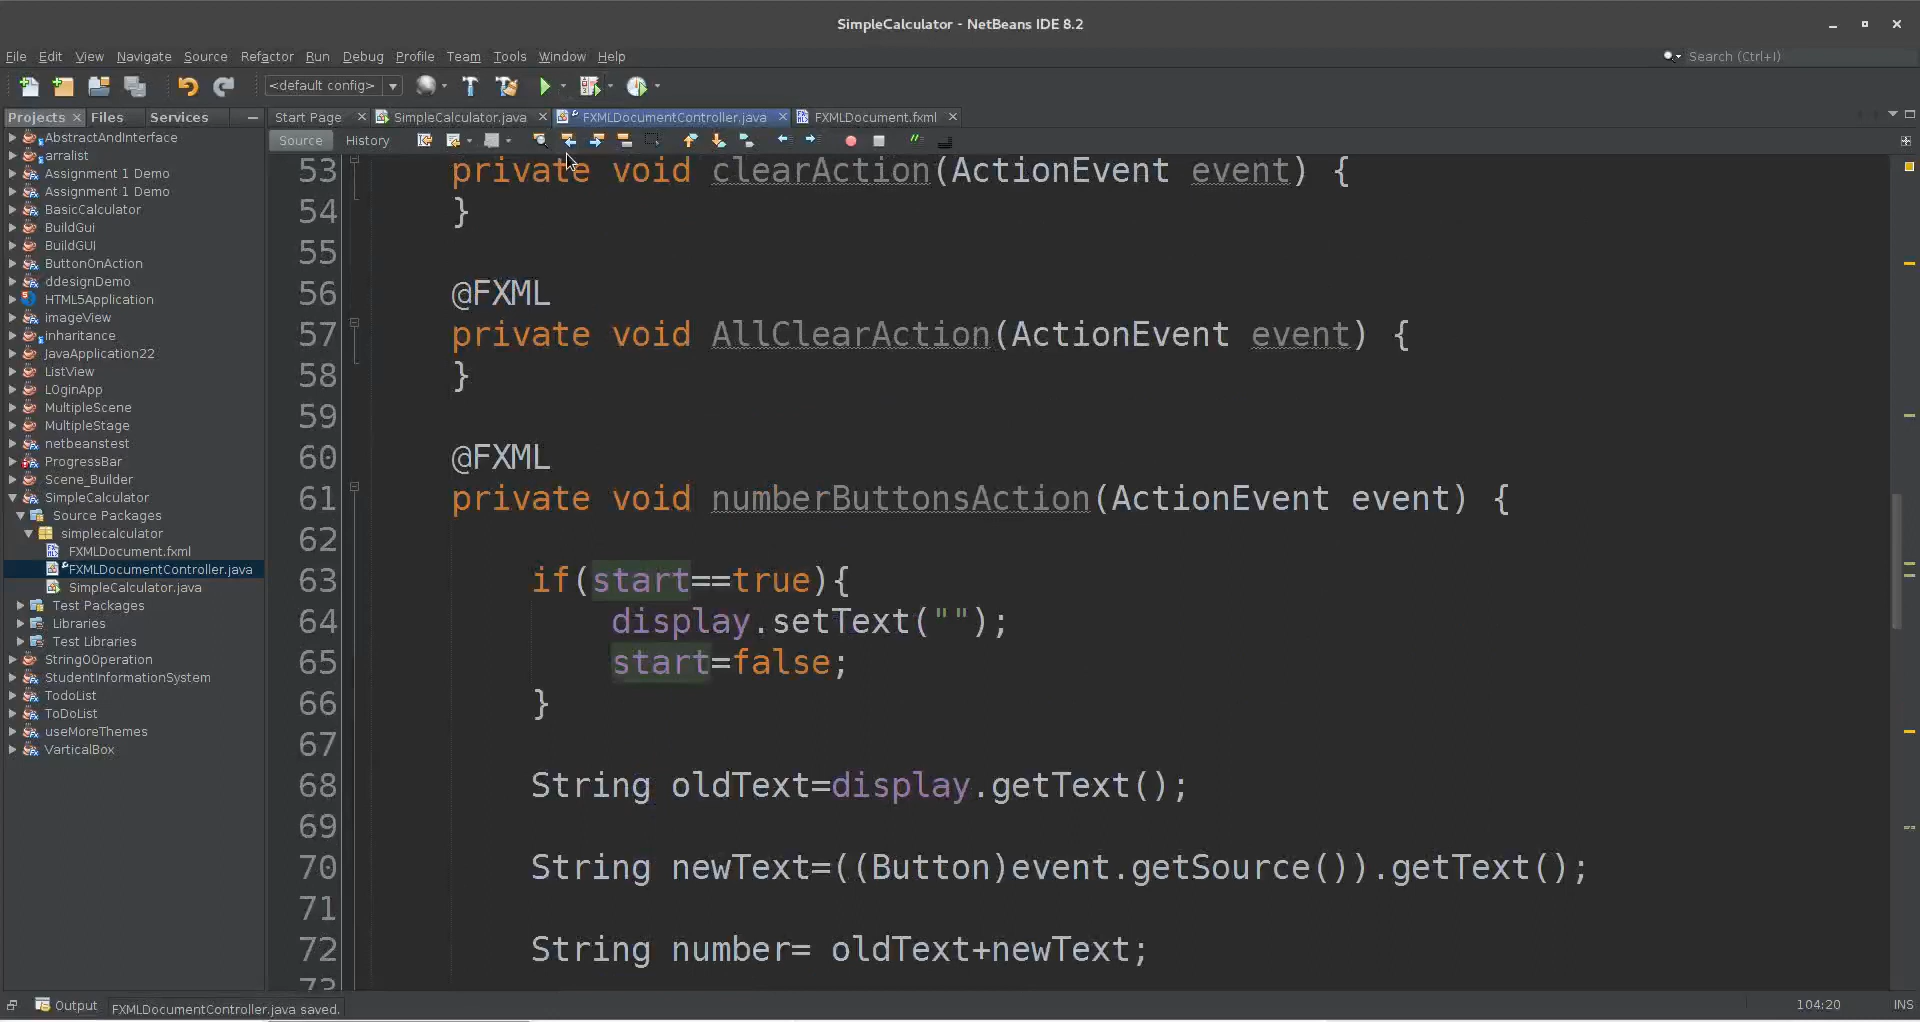 SimpleCalculator - NetBeans IDE 8.2
File Edit View Navigate Source Refactor Run Debug Profile Team Tools Window Help
Search (Ctrl+I)
<default config>
Projects Files Services
Start Page SimpleCalculator.java FXMLDocumentController.java FXMLDocument.fxml
Source History
AbstractAndInterface
arralist
Assignment 1 Demo
Assignment 1 Demo
BasicCalculator
BuildGui
BuildGUI
ButtonOnAction
ddesignDemo
HTML5Application
imageView
inheritance
JavaApplication22
ListView
LOginApp
MultipleScene
MultipleStage
netbeanstest
ProgressBar
Scene_Builder
SimpleCalculator
Source Packages
simplecalculator
FXMLDocument.fxml
FXMLDocumentController.java
SimpleCalculator.java
Test Packages
Libraries
Test Libraries
StringOOperation
StudentInformationSystem
TodoList
ToDoList
useMoreThemes
VarticalBox
53 private void clearAction(ActionEvent event) {
54 }
55
56 @FXML
57 private void AllClearAction(ActionEvent event) {
58 }
59
60 @FXML
61 private void numberButtonsAction(ActionEvent event) {
62
63 if(start==true){
64 display.setText("");
65 start=false;
66 }
67
68 String oldText=display.getText();
69
70 String newText=((Button)event.getSource()).getText();
71
72 String number= oldText+newText;
73
Output FXMLDocumentController.java saved. 104:20 INS